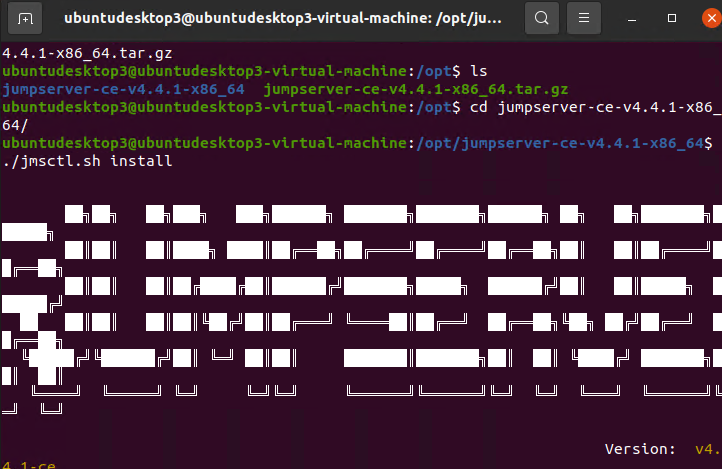 ubuntudesktop3@ubuntudesktop3-virtual-machine: /opt/ju...
4.4.1-x86_64.tar.gz
ubuntudesktop3@ubuntudesktop3-virtual-machine:/opt$ ls
jumpserver-ce-v4.4.1-x86_64  jumpserver-ce-v4.4.1-x86_64.tar.gz
ubuntudesktop3@ubuntudesktop3-virtual-machine:/opt$ cd jumpserver-ce-v4.4.1-x86_
64/
ubuntudesktop3@ubuntudesktop3-virtual-machine:/opt/jumpserver-ce-v4.4.1-x86_64$
./jmsctl.sh install
Version:  v4.
4.1-ce